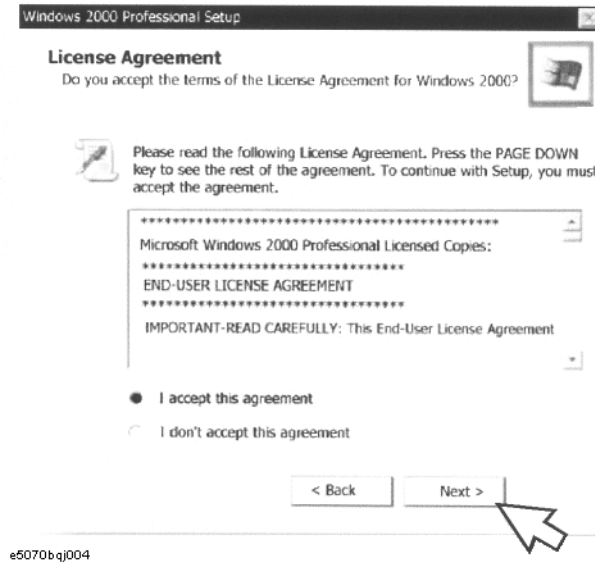 Windows 2000 Professional Setup
License Agreement
Do you accept the terms of the License Agreement for Windows 2000?
Please read the following License Agreement. Press the PAGE DOWN
key to see the rest of the agreement. To continue with Setup, you must
accept the agreement.
*********************************************
Microsoft Windows 2000 Professional Licensed Copies:
*********************************
END-USER LICENSE AGREEMENT
*********************************
IMPORTANT-READ CAREFULLY: This End-User License Agreement
I accept this agreement
I don't accept this agreement
< Back
Next >
e5070bqj004